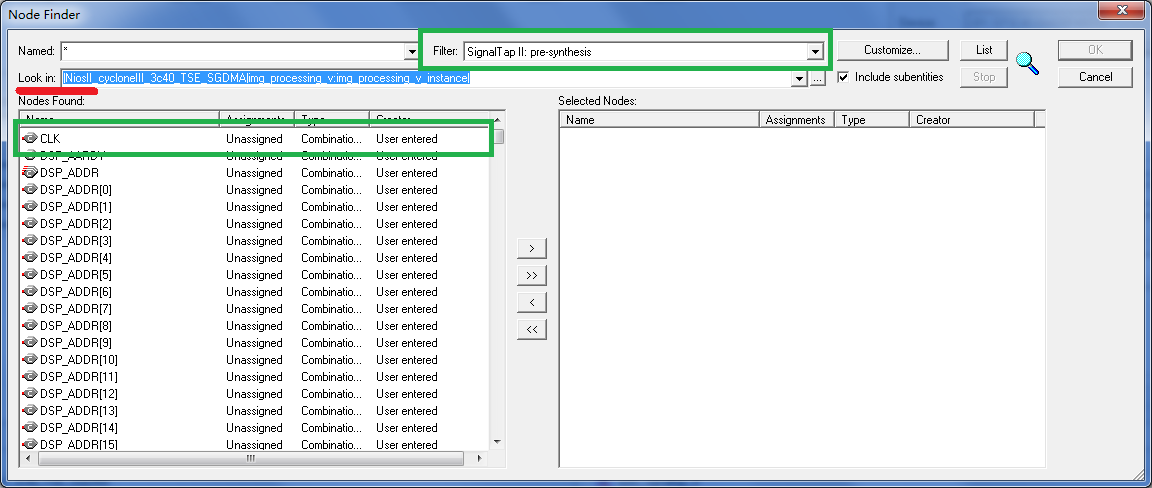 Node Finder
Named: * Filter: SignalTap II: pre-synthesis Customize... List OK
Look in: |NiosII_cycloneIII_3c40_TSE_SGDMA|img_processing_v:img_processing_v_instance| ... Include subentities Stop Cancel
Nodes Found: Selected Nodes:
Name Assignments Type Creator Name Assignments Type Creator
CLK Unassigned Combinatio... User entered
DSP_AARDY Unassigned Combinatio... User entered
DSP_ADDR Unassigned Combinatio... User entered
DSP_ADDR[0] Unassigned Combinatio... User entered
DSP_ADDR[1] Unassigned Combinatio... User entered
DSP_ADDR[2] Unassigned Combinatio... User entered
DSP_ADDR[3] Unassigned Combinatio... User entered
DSP_ADDR[4] Unassigned Combinatio... User entered
DSP_ADDR[5] Unassigned Combinatio... User entered
DSP_ADDR[6] Unassigned Combinatio... User entered
DSP_ADDR[7] Unassigned Combinatio... User entered
DSP_ADDR[8] Unassigned Combinatio... User entered
DSP_ADDR[9] Unassigned Combinatio... User entered
DSP_ADDR[10] Unassigned Combinatio... User entered
DSP_ADDR[11] Unassigned Combinatio... User entered
DSP_ADDR[12] Unassigned Combinatio... User entered
DSP_ADDR[13] Unassigned Combinatio... User entered
DSP_ADDR[14] Unassigned Combinatio... User entered
DSP_ADDR[15] Unassigned Combinatio... User entered
>
>>
<
<<